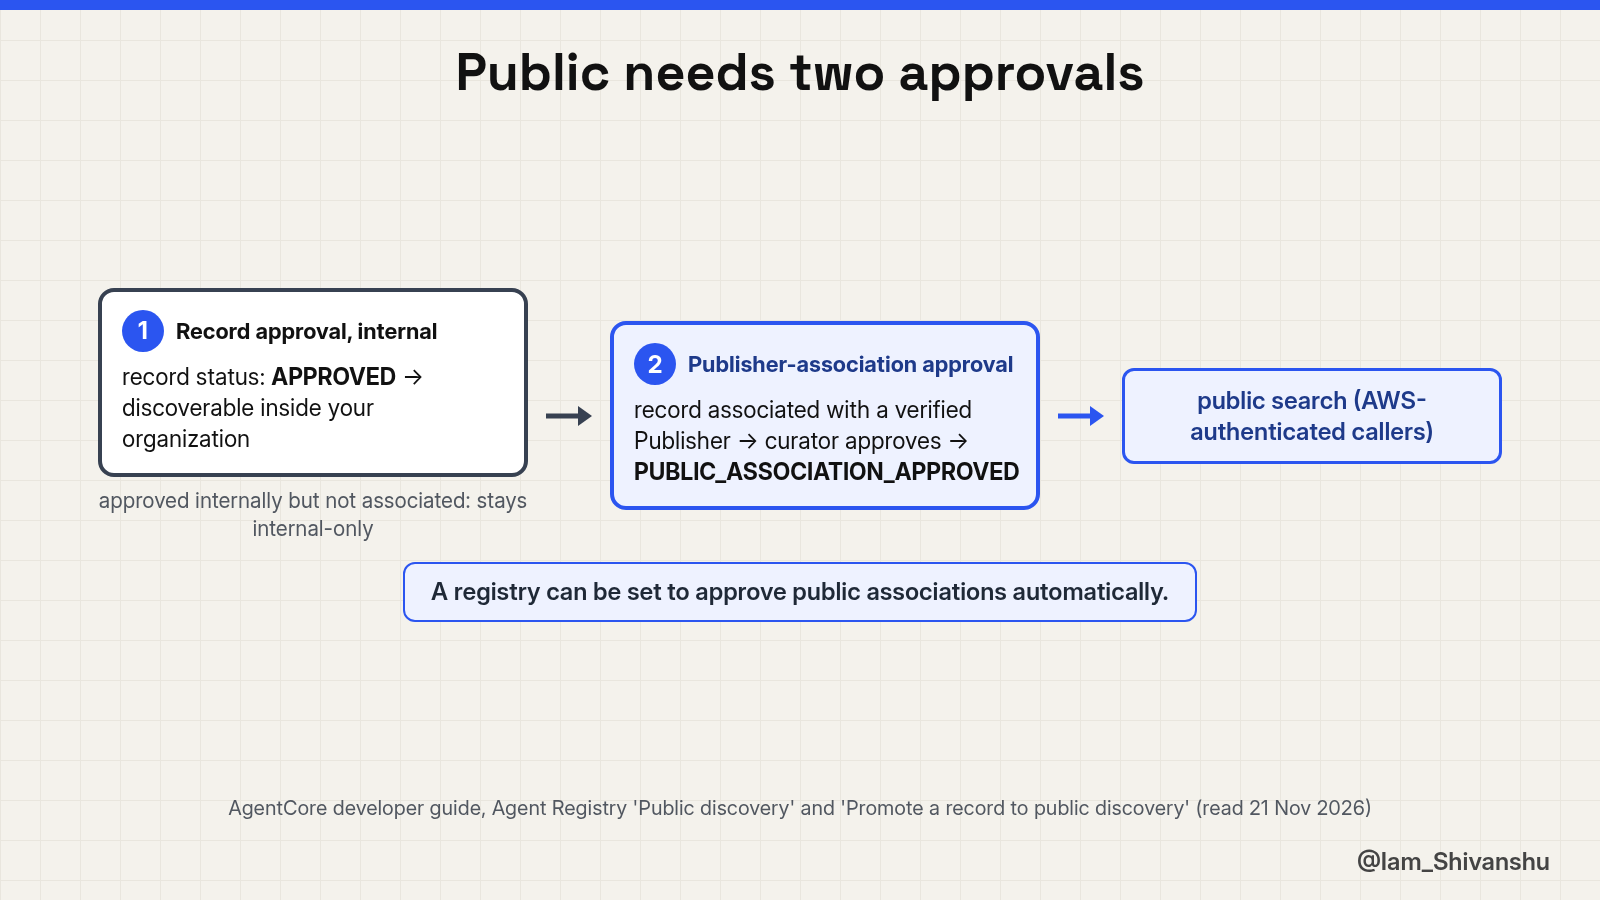 Public needs two approvals
1 Record approval, internal
record status: APPROVED →
discoverable inside your
organization
approved internally but not associated: stays
internal-only
2 Publisher-association approval
record associated with a verified
Publisher → curator approves →
PUBLIC_ASSOCIATION_APPROVED
public search (AWS-
authenticated callers)
A registry can be set to approve public associations automatically.
AgentCore developer guide, Agent Registry 'Public discovery' and 'Promote a record to public discovery' (read 21 Nov 2026)
@Iam_Shivanshu